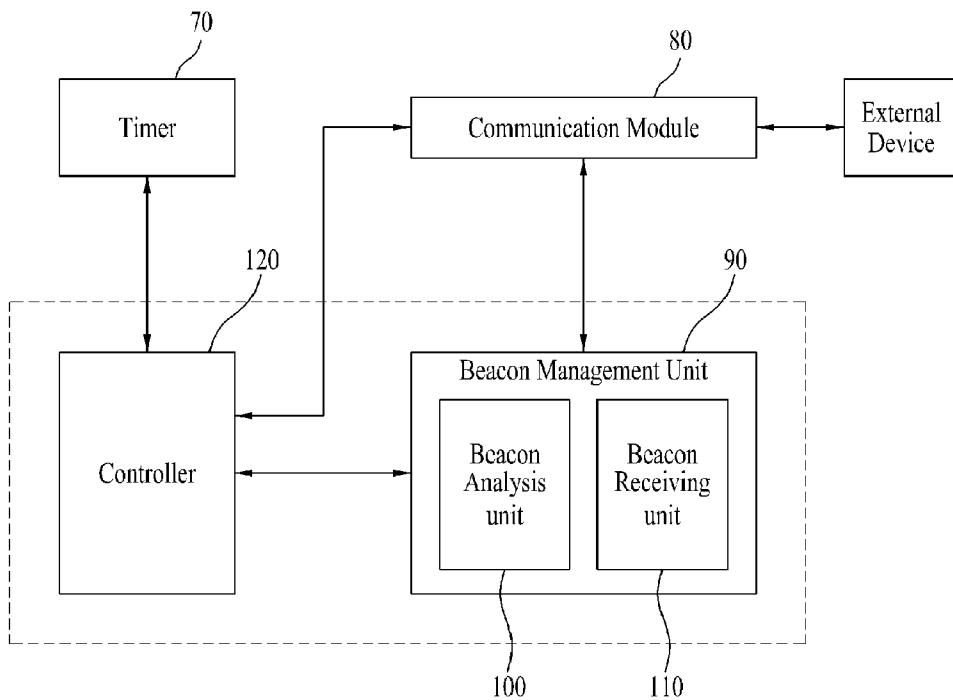 70
80
Timer
Communication Module
External
Device
120
90
Controller
Beacon Management Unit
Beacon
Analysis
unit
Beacon
Receiving
unit
100
110